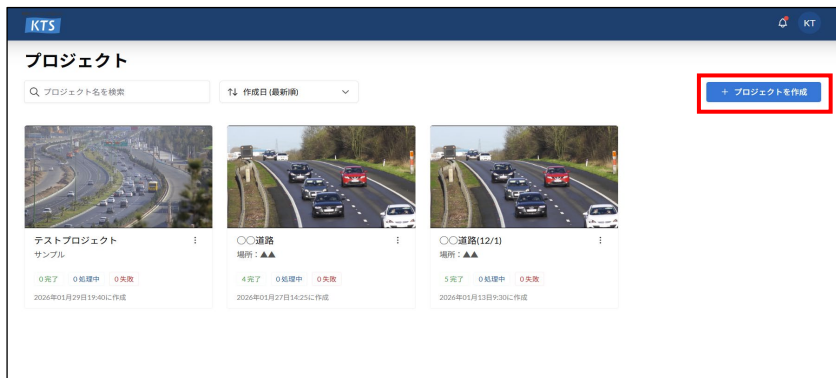 KTS
KT
プロジェクト
プロジェクト名を検索
↑↓ 作成日(最新順)
+ プロジェクトを作成
テストプロジェクト
サンプル
0完了 0処理中 0失敗
2026年01月29日19:40に作成
○○道路
場所:▲▲
4完了 0処理中 0失敗
2026年01月27日14:25に作成
○○道路(12/1)
場所:▲▲
5完了 0処理中 0失敗
2026年01月13日9:30に作成